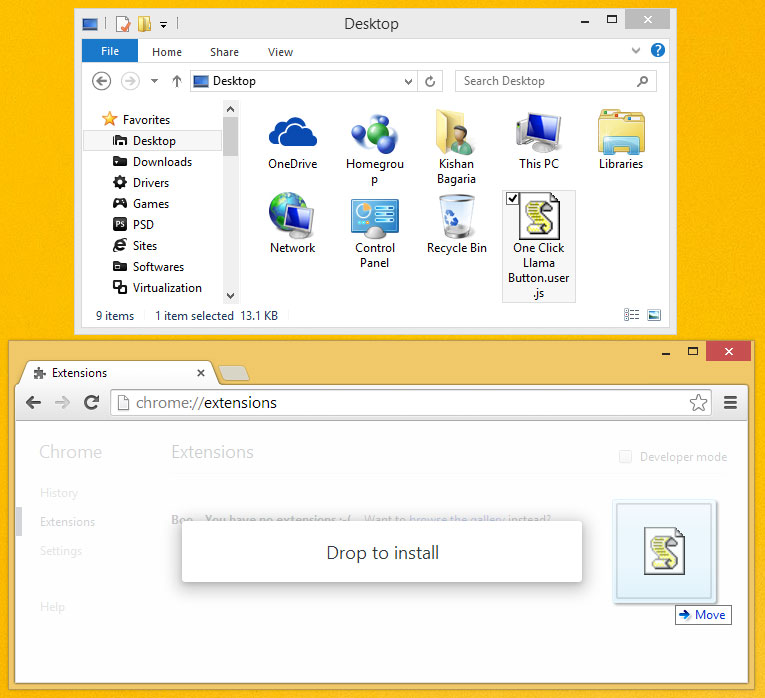 Desktop
File Home Share View
Desktop
Search Desktop
Favorites
Desktop
Downloads
Drivers
Games
PSD
Sites
Softwares
Virtualization
OneDrive
Homegrou
p
Kishan
Bagaria
This PC
Libraries
Network
Control
Panel
Recycle Bin
One Click
Llama
Button.user
.js
9 items 1 item selected 13.1 KB
Extensions
chrome://extensions
Chrome
Extensions
Developer mode
History
Extensions
Settings
Help
Boo... You have no extensions :-(
Want to browse the gallery instead?
Drop to install
Move